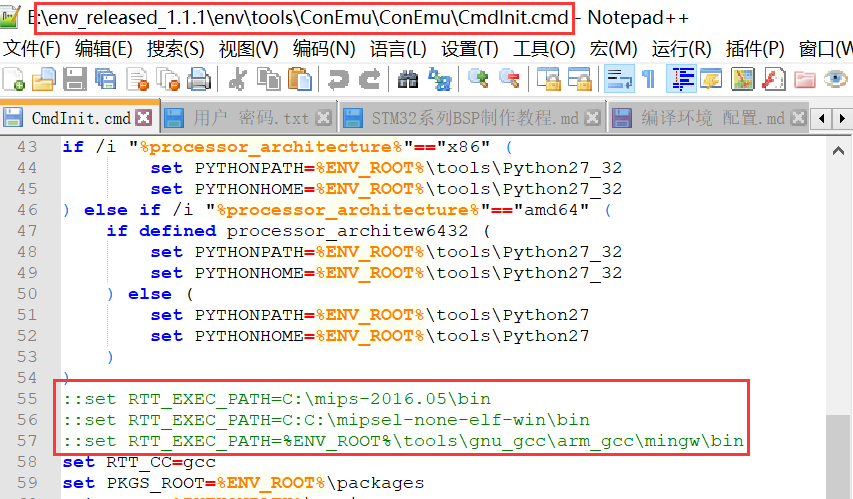 E:\env_released_1.1.1\env\tools\ConEmu\ConEmu\CmdInit.cmd - Notepad++
文件(F) 编辑(E) 搜索(S) 视图(V) 编码(N) 语言(L) 设置(T) 工具(O) 宏(M) 运行(R) 插件(P) 窗口(W
CmdInit.cmd 用户 密码.txt STM32系列BSP制作教程.md 编译环境 配置.md
43 if /i "%processor_architecture%"=="x86" (
44 set PYTHONPATH=%ENV_ROOT%\tools\Python27_32
45 set PYTHONHOME=%ENV_ROOT%\tools\Python27_32
46 ) else if /i "%processor_architecture%"=="amd64" (
47 if defined processor_architew6432 (
48 set PYTHONPATH=%ENV_ROOT%\tools\Python27_32
49 set PYTHONHOME=%ENV_ROOT%\tools\Python27_32
50 ) else (
51 set PYTHONPATH=%ENV_ROOT%\tools\Python27
52 set PYTHONHOME=%ENV_ROOT%\tools\Python27
53 )
54 )
55 ::set RTT_EXEC_PATH=C:\mips-2016.05\bin
56 ::set RTT_EXEC_PATH=C:C:\mipsel-none-elf-win\bin
57 ::set RTT_EXEC_PATH=%ENV_ROOT%\tools\gnu_gcc\arm_gcc\mingw\bin
58 set RTT_CC=gcc
59 set PKGS_ROOT=%ENV_ROOT%\packages